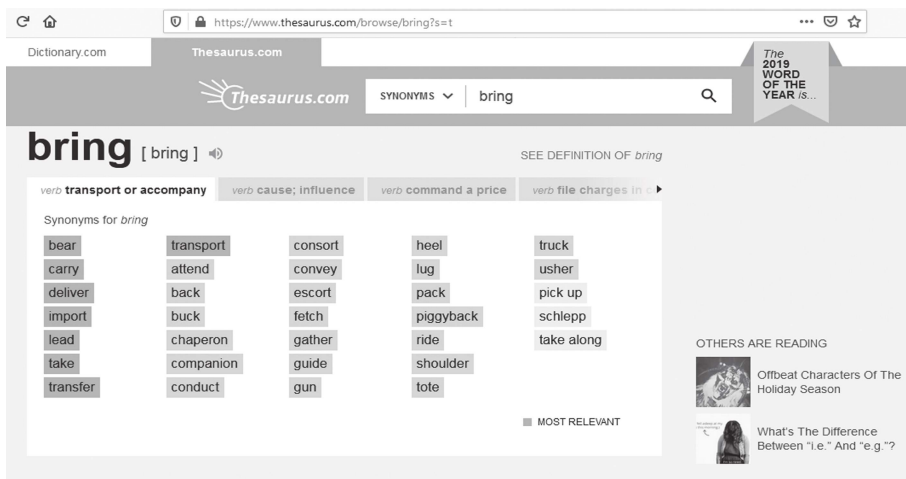 https://www.thesaurus.com/browse/bring?s=t
Dictionary.com
Thesaurus.com
The
2019
WORD
OF THE
YEAR is...
Thesaurus.com
SYNONYMS
bring
bring [ bring ]
SEE DEFINITION OF bring
verb transport or accompany
verb cause; influence
verb command a price
verb file charges in c
Synonyms for bring
bear
carry
deliver
import
lead
take
transfer
transport
attend
back
buck
chaperon
companion
conduct
consort
convey
escort
fetch
gather
guide
gun
heel
lug
pack
piggyback
ride
shoulder
tote
truck
usher
pick up
schlepp
take along
MOST RELEVANT
OTHERS ARE READING
Offbeat Characters Of The
Holiday Season
What's The Difference
Between “i.e.” And “e.g.”?